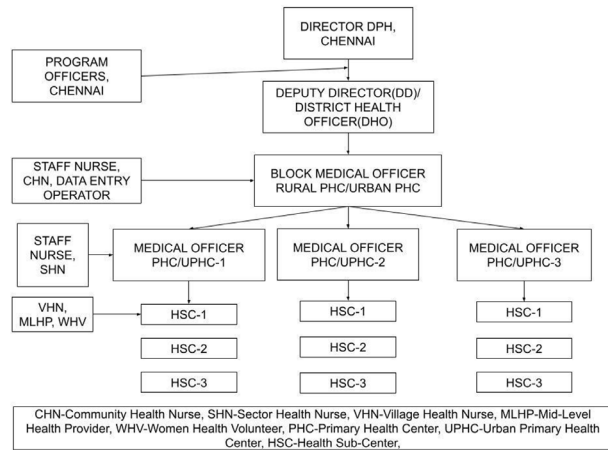 DIRECTOR DPH,
CHENNAI
PROGRAM
OFFICERS,
CHENNAI
DEPUTY DIRECTOR(DD)/
DISTRICT HEALTH
OFFICER(DHO)
STAFF NURSE,
CHN, DATA ENTRY
OPERATOR
BLOCK MEDICAL OFFICER
RURAL PHC/URBAN PHC
STAFF
NURSE,
SHN
MEDICAL OFFICER
PHC/UPHC-1
MEDICAL OFFICER
PHC/UPHC-2
MEDICAL OFFICER
PHC/UPHC-3
VHN,
MLHP, WHV
HSC-1
HSC-1
HSC-1
HSC-2
HSC-2
HSC-2
HSC-3
HSC-3
HSC-3
CHN-Community Health Nurse, SHN-Sector Health Nurse, VHN-Village Health Nurse, MLHP-Mid-Level
Health Provider, WHV-Women Health Volunteer, PHC-Primary Health Center, UPHC-Urban Primary Health
Center, HSC-Health Sub-Center,